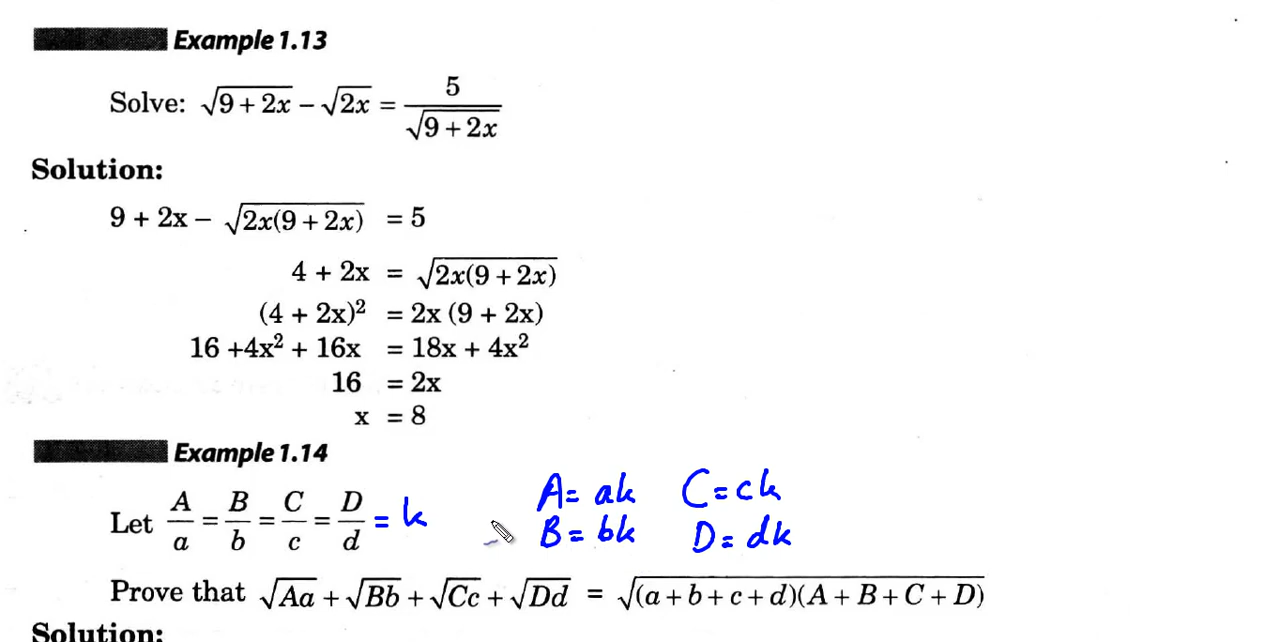 Example 1.13
Solve: √(9 + 2x) − √(2x) = 5/√(9 + 2x)
Solution:
9 + 2x − √(2x(9 + 2x)) = 5
4 + 2x = √(2x(9 + 2x))
(4 + 2x)² = 2x (9 + 2x)
16 +4x² + 16x = 18x + 4x²
16 = 2x
x = 8
Example 1.14
Let A/a = B/b = C/c = D/d = k
A = ak C = ck
B = bk D = dk
Prove that √(Aa) + √(Bb) + √(Cc) + √(Dd) = √((a + b + c + d)(A + B + C + D))
Solution: